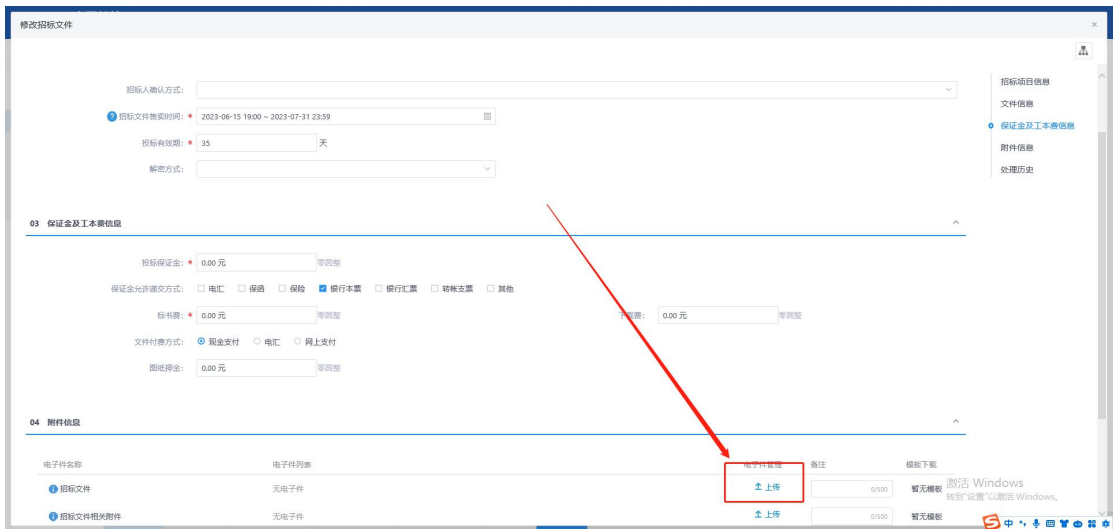 修改招标文件 ×
招标项目信息
文件信息
保证金及工本费信息
附件信息
处理历史
招标人确认方式:
? 招标文件售卖时间: * 2023-06-15 19:00 ~ 2023-07-31 23:59
投标有效期: * 35 天
解密方式:
03 保证金及工本费信息
投标保证金: * 0.00 元 零圆整
保证金允许递交方式: 电汇 保函 保险 银行本票 银行汇票 转帐支票 其他
标书费: * 0.00 元 零圆整 下载费: 0.00 元 零圆整
文件付费方式: 现金支付 电汇 网上支付
图纸押金: 0.00 元 零圆整
04 附件信息
电子件名称 电子件列表 电子件管理 备注 模板下载
招标文件 无电子件 上传 0/500 暂无模板
招标文件相关附件 无电子件 上传 0/500 暂无模板
激活 Windows
转到"设置"以激活 Windows。
中